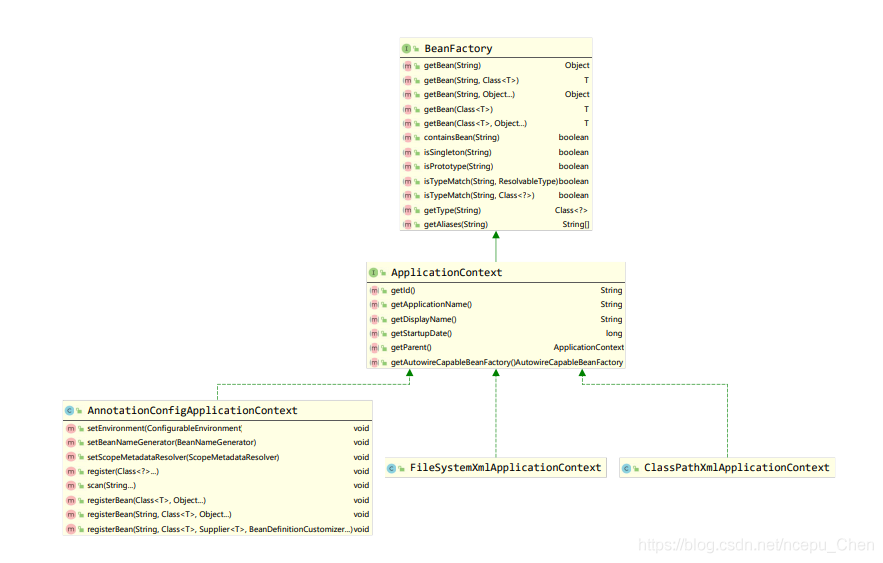 BeanFactory
getBean(String) Object
getBean(String, Class<T>) T
getBean(String, Object...) Object
getBean(Class<T>) T
getBean(Class<T>, Object...) T
containsBean(String) boolean
isSingleton(String) boolean
isPrototype(String) boolean
isTypeMatch(String, ResolvableType) boolean
isTypeMatch(String, Class<?>) boolean
getType(String) Class<?>
getAliases(String) String[]
ApplicationContext
getId() String
getApplicationName() String
getDisplayName() String
getStartupDate() long
getParent() ApplicationContext
getAutowireCapableBeanFactory() AutowireCapableBeanFactory
AnnotationConfigApplicationContext
setEnvironment(ConfigurableEnvironment) void
setBeanNameGenerator(BeanNameGenerator) void
setScopeMetadataResolver(ScopeMetadataResolver) void
register(Class<?>...) void
scan(String...) void
registerBean(Class<T>, Object...) void
registerBean(String, Class<T>, Object...) void
registerBean(String, Class<T>, Supplier<T>, BeanDefinitionCustomizer...) void
FileSystemXmlApplicationContext
ClassPathXmlApplicationContext
https://blog.csdn.net/ncepu_Chen